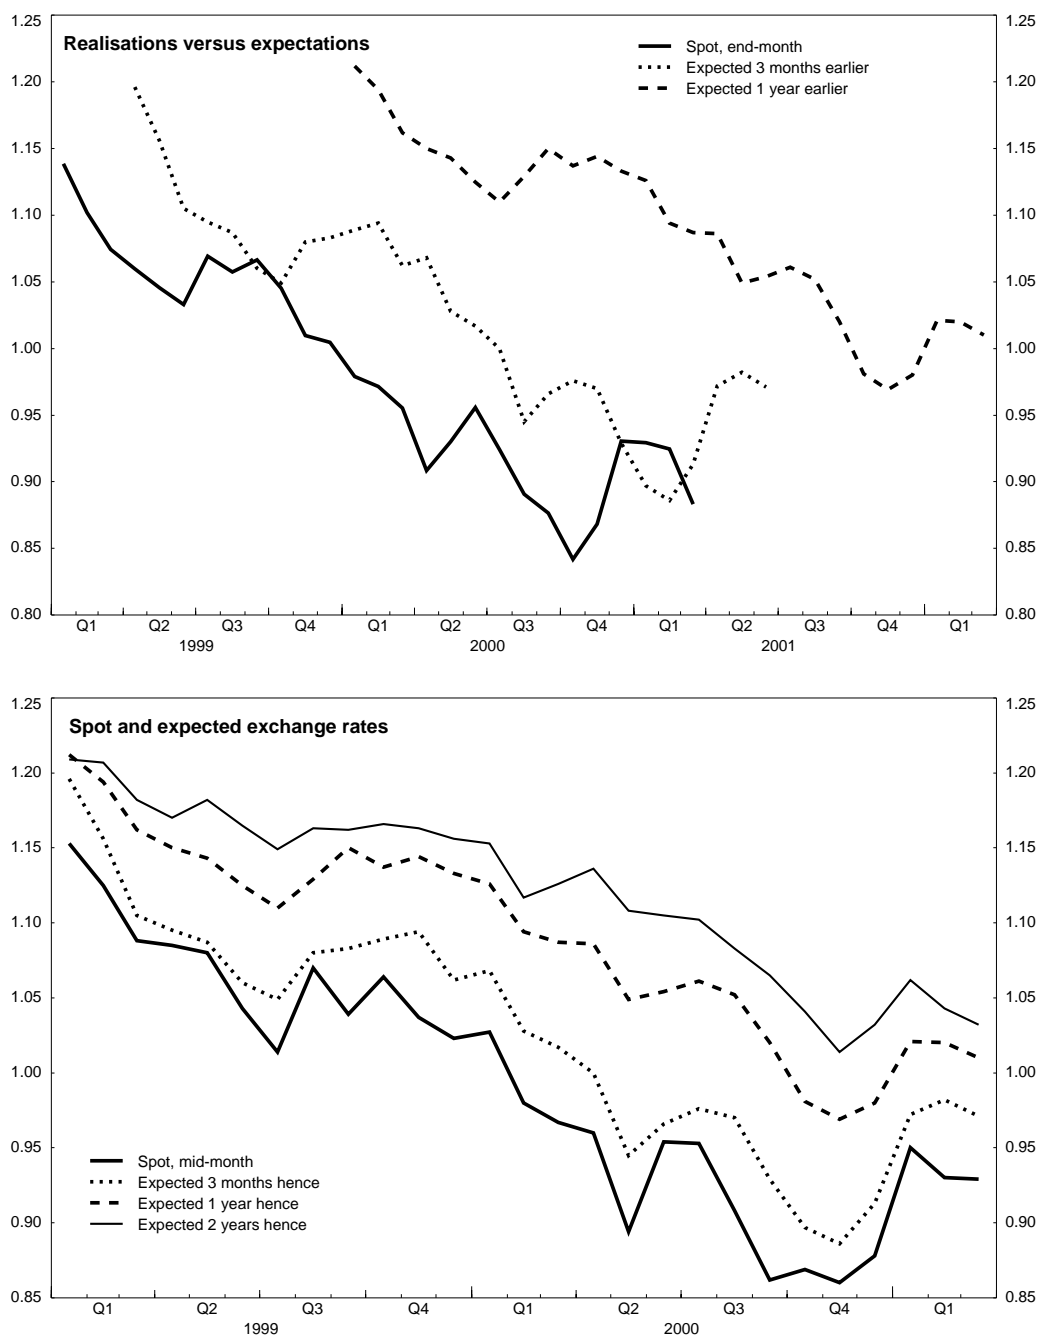 1.25 1.25
Realisations versus expectations
Spot, end-month
Expected 3 months earlier
Expected 1 year earlier
1.20 1.20
1.15 1.15
1.10 1.10
1.05 1.05
1.00 1.00
0.95 0.95
0.90 0.90
0.85 0.85
0.80 0.80
Q1 Q2 Q3 Q4 Q1 Q2 Q3 Q4 Q1 Q2 Q3 Q4 Q1
1999 2000 2001
1.25 1.25
Spot and expected exchange rates
1.20 1.20
1.15 1.15
1.10 1.10
1.05 1.05
1.00 1.00
0.95 0.95
Spot, mid-month
Expected 3 months hence
Expected 1 year hence
Expected 2 years hence
0.90 0.90
0.85 0.85
Q1 Q2 Q3 Q4 Q1 Q2 Q3 Q4 Q1
1999 2000